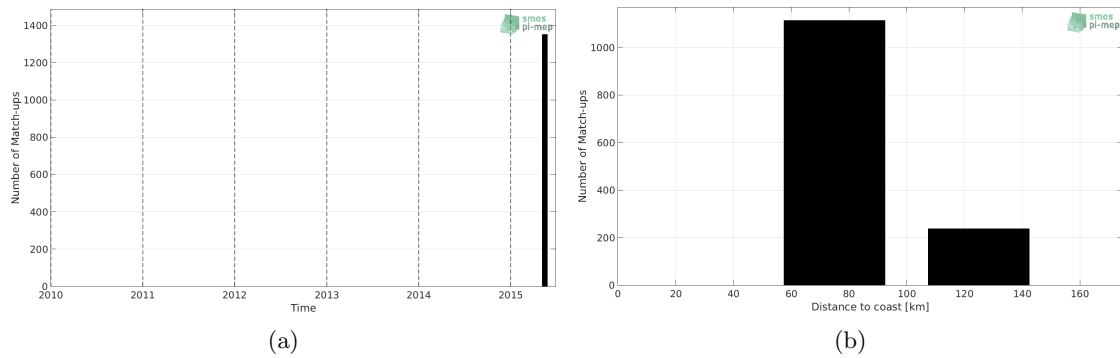 smos
pi-mep
1400
1200
1000
800
600
400
200
0
Number of Match-ups
2010 2011 2012 2013 2014 2015
Time
(a)
smos
pi-mep
1000
800
600
400
200
0
Number of Match-ups
0 20 40 60 80 100 120 140 160
Distance to coast [km]
(b)